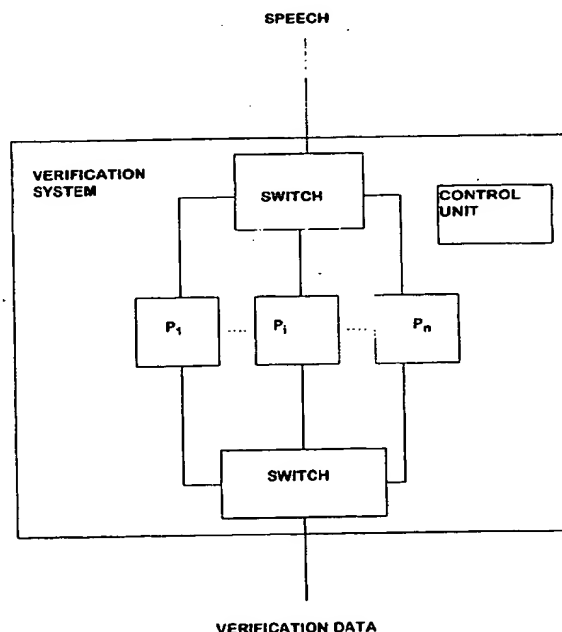 SPEECH
VERIFICATION
SYSTEM
SWITCH
CONTROL
UNIT
P1
Pi
Pn
SWITCH
VERIFICATION DATA